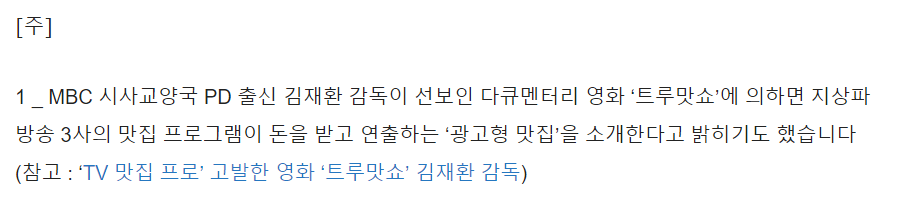 [주]
1 _ MBC 시사교양국 PD 출신 김재환 감독이 선보인 다큐멘터리 영화 ‘트루맛쇼’에 의하면 지상파
방송 3사의 맛집 프로그램이 돈을 받고 연출하는 ‘광고형 맛집’을 소개한다고 밝히기도 했습니다
(참고 : ‘TV 맛집 프로’ 고발한 영화 ‘트루맛쇼’ 김재환 감독)